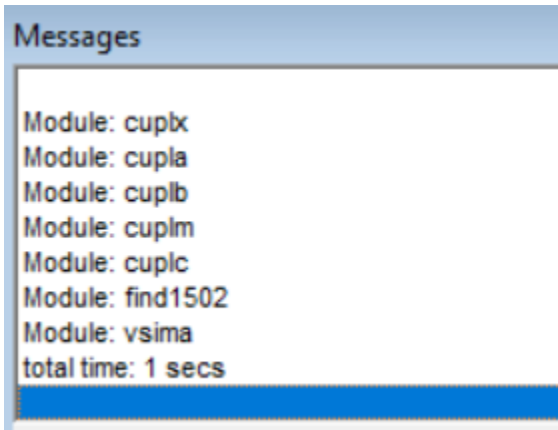 Messages
Module: cuplx
Module: cupla
Module: cuplb
Module: cuplm
Module: cuplc
Module: find1502
Module: vsima
total time: 1 secs